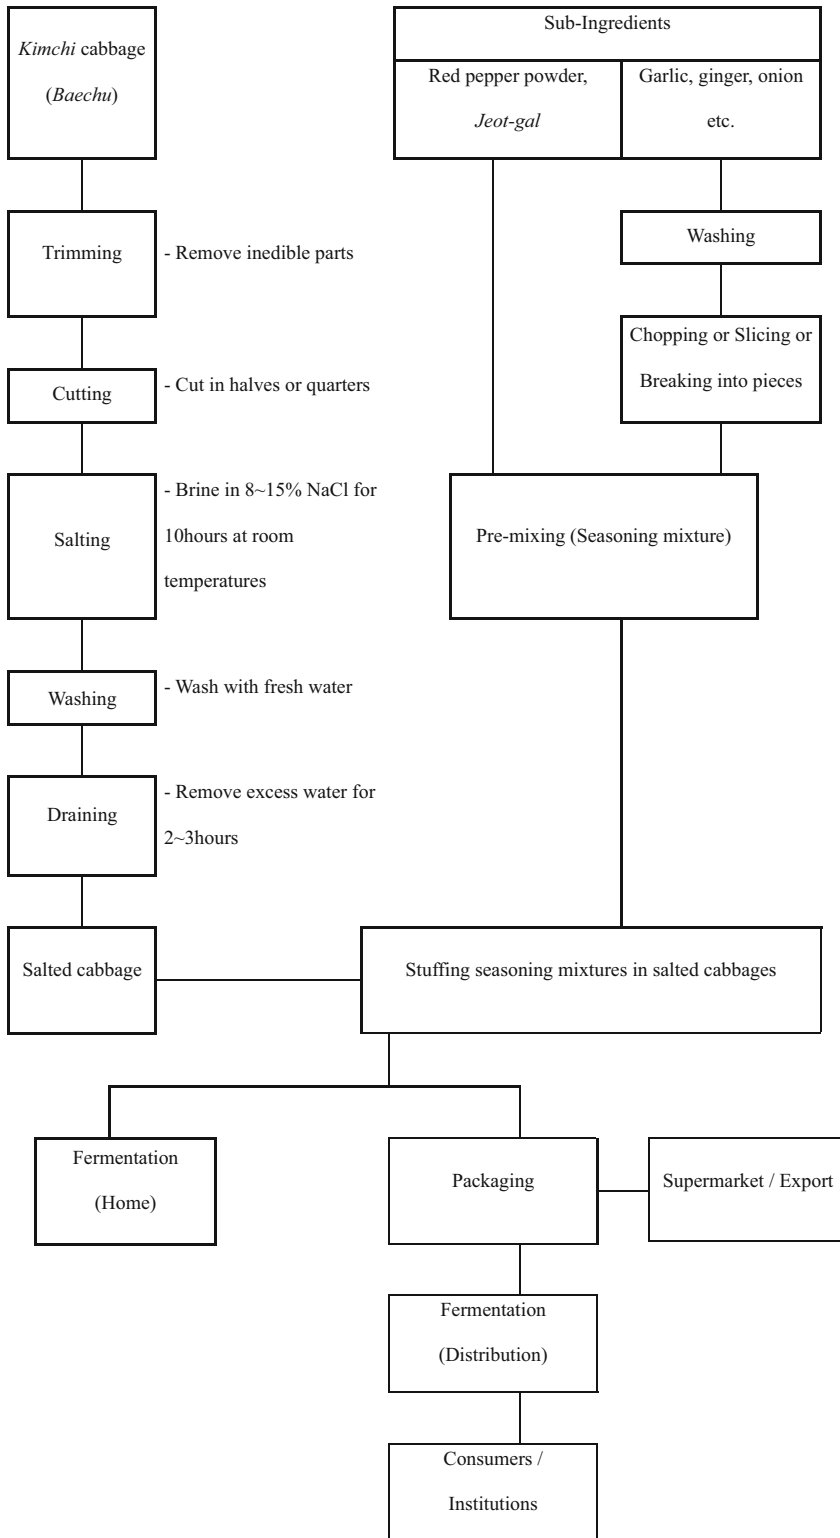 Kimchi cabbage
(Baechu)
Trimming
- Remove inedible parts
Cutting
- Cut in halves or quarters
Salting
- Brine in 8~15% NaCl for
10hours at room
temperatures
Washing
- Wash with fresh water
Draining
- Remove excess water for
2~3hours
Salted cabbage
Sub-Ingredients
Red pepper powder,
Jeot-gal
Garlic, ginger, onion
etc.
Washing
Chopping or Slicing or
Breaking into pieces
Pre-mixing (Seasoning mixture)
Stuffing seasoning mixtures in salted cabbages
Fermentation
(Home)
Packaging
Supermarket / Export
Fermentation
(Distribution)
Consumers /
Institutions